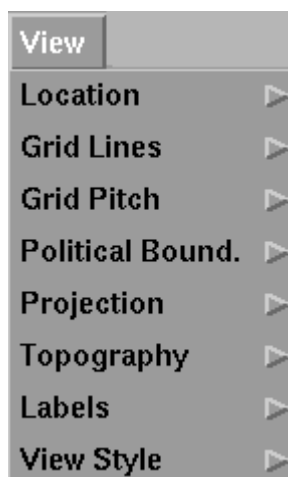 View
Location
Grid Lines
Grid Pitch
Political Bound.
Projection
Topography
Labels
View Style